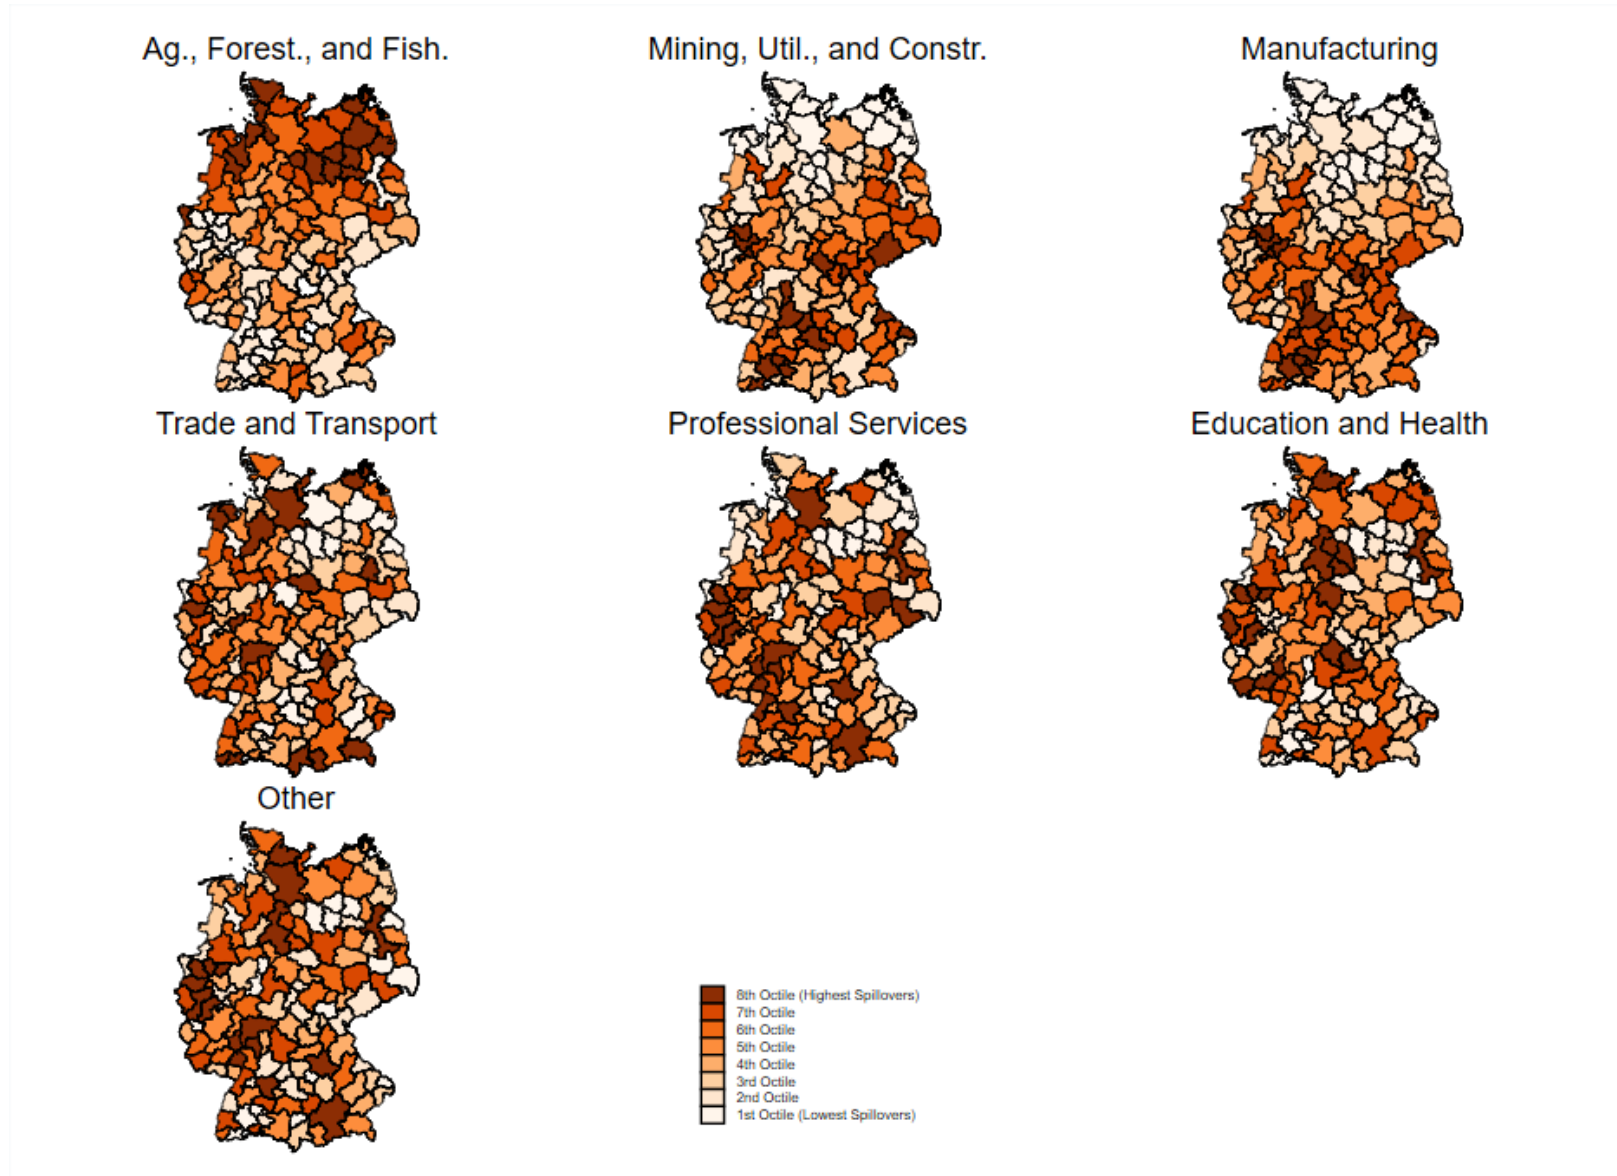 Ag., Forest., and Fish.
Mining, Util., and Constr.
Manufacturing
Trade and Transport
Professional Services
Education and Health
Other
8th Octile (Highest Spillovers)
7th Octile
6th Octile
5th Octile
4th Octile
3rd Octile
2nd Octile
1st Octile (Lowest Spillovers)